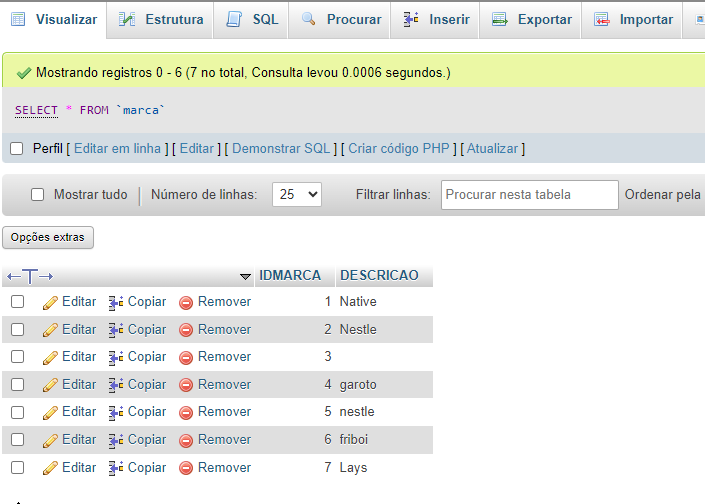 Visualizar Estrutura SQL Procurar Inserir Exportar Importar
Mostrando registros 0 - 6 (7 no total, Consulta levou 0.0006 segundos.)
SELECT * FROM `marca`
Perfil [ Editar em linha ] [ Editar ] [ Demonstrar SQL ] [ Criar código PHP ] [ Atualizar ]
Mostrar tudo Número de linhas: 25 Filtrar linhas: Procurar nesta tabela Ordenar pela
Opções extras
IDMARCA DESCRICAO
Editar Copiar Remover 1 Native
Editar Copiar Remover 2 Nestle
Editar Copiar Remover 3
Editar Copiar Remover 4 garoto
Editar Copiar Remover 5 nestle
Editar Copiar Remover 6 friboi
Editar Copiar Remover 7 Lays